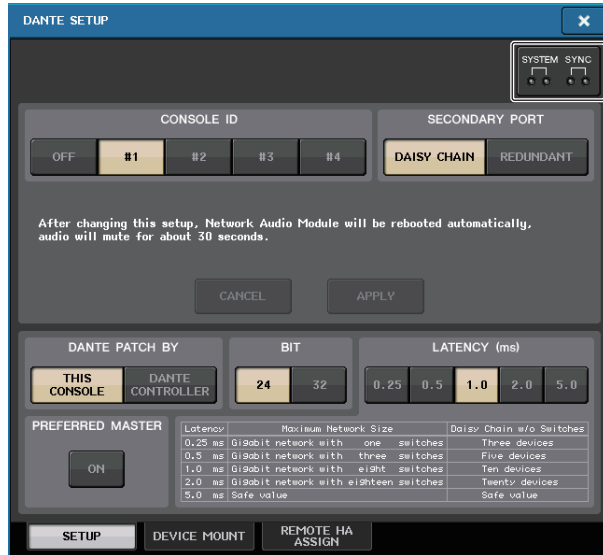 DANTE SETUP
SYSTEM SYNC
CONSOLE ID
SECONDARY PORT
OFF #1 #2 #3 #4
DAISY CHAIN REDUNDANT
After changing this setup, Network Audio Module will be rebooted automatically,
audio will mute for about 30 seconds.
CANCEL APPLY
DANTE PATCH BY
BIT
LATENCY (ms)
THIS
CONSOLE
DANTE
CONTROLLER
24 32
0.25 0.5 1.0 2.0 5.0
PREFERRED MASTER
ON
Latency Maximum Network Size Daisy Chain w/o Switches
0.25 ms Gigabit network with one switches Three devices
0.5 ms Gigabit network with three switches Five devices
1.0 ms Gigabit network with eight switches Ten devices
2.0 ms Gigabit network with eighteen switches Twenty devices
5.0 ms Safe value Safe value
SETUP
DEVICE MOUNT
REMOTE HA
ASSIGN